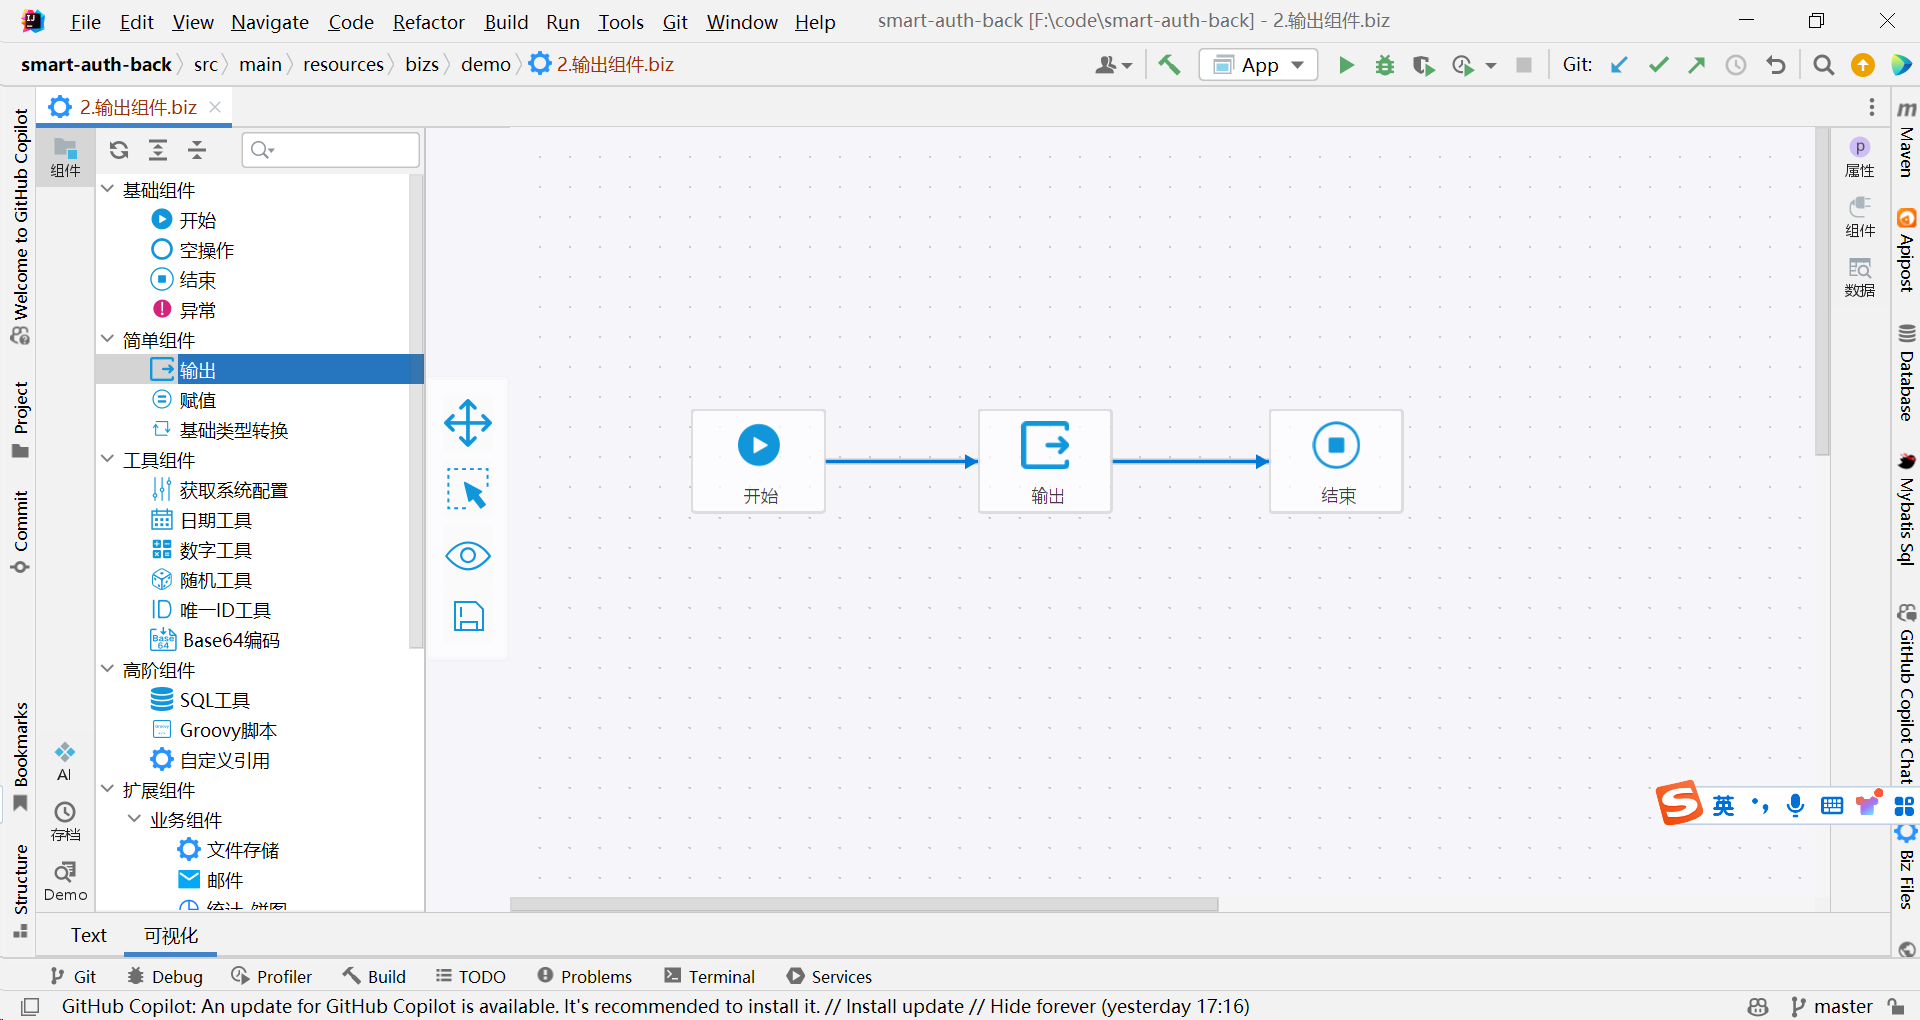 File Edit View Navigate Code Refactor Build Run Tools Git Window Help smart-auth-back [F:\code\smart-auth-back] - 2.输出组件.biz
smart-auth-back src main resources bizs demo 2.输出组件.biz App Git:
2.输出组件.biz
Welcome to GitHub Copilot
Project
Commit
Bookmarks
Structure
组件
AI
存档
Demo
基础组件
开始
空操作
结束
异常
简单组件
输出
赋值
基础类型转换
工具组件
获取系统配置
日期工具
数字工具
随机工具
ID 唯一ID工具
Base64编码
高阶组件
SQL工具
Groovy脚本
自定义引用
扩展组件
业务组件
文件存储
邮件
统计-饼图
开始
输出
结束
p
属性
组件
数据
m Maven
Apipost
Database
Mybatis Sql
GitHub Copilot Chat
Biz Files
S 英
Text 可视化
Git Debug Profiler Build TODO Problems Terminal Services
GitHub Copilot: An update for GitHub Copilot is available. It's recommended to install it. // Install update // Hide forever (yesterday 17:16) master